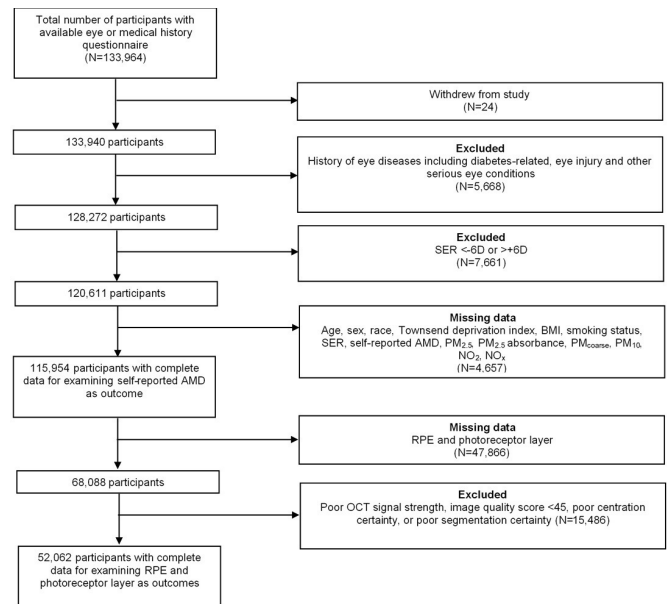 Total number of participants with
available eye or medical history
questionnaire
(N=133,964)
Withdrew from study
(N=24)
133,940 participants
Excluded
History of eye diseases including diabetes-related, eye injury and other
serious eye conditions
(N=5,668)
128,272 participants
Excluded
SER <-6D or >+6D
(N=7,661)
120,611 participants
Missing data
Age, sex, race, Townsend deprivation index, BMI, smoking status,
SER, self-reported AMD, PM2.5, PM2.5 absorbance, PMcoarse, PM10,
NO2, NOx
(N=4,657)
115,954 participants with complete
data for examining self-reported AMD
as outcome
Missing data
RPE and photoreceptor layer
(N=47,866)
68,088 participants
Excluded
Poor OCT signal strength, image quality score <45, poor centration
certainty, or poor segmentation certainty (N=15,486)
52,062 participants with complete
data for examining RPE and
photoreceptor layer as outcomes